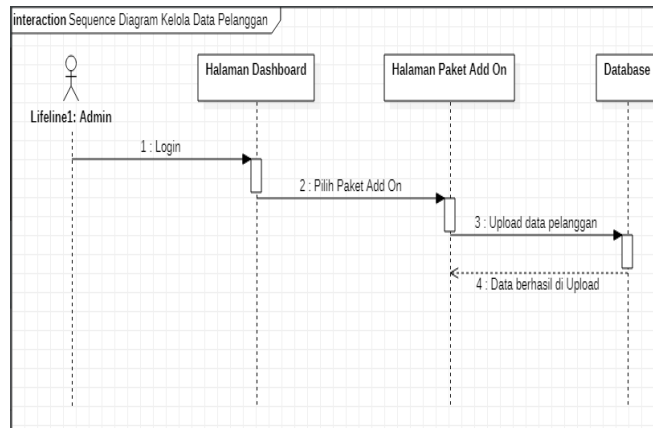 interaction Sequence Diagram Kelola Data Pelanggan
Halaman Dashboard
Halaman Paket Add On
Database
Lifeline1: Admin
1 : Login
2 : Pilih Paket Add On
3 : Upload data pelanggan
4 : Data berhasil di Upload